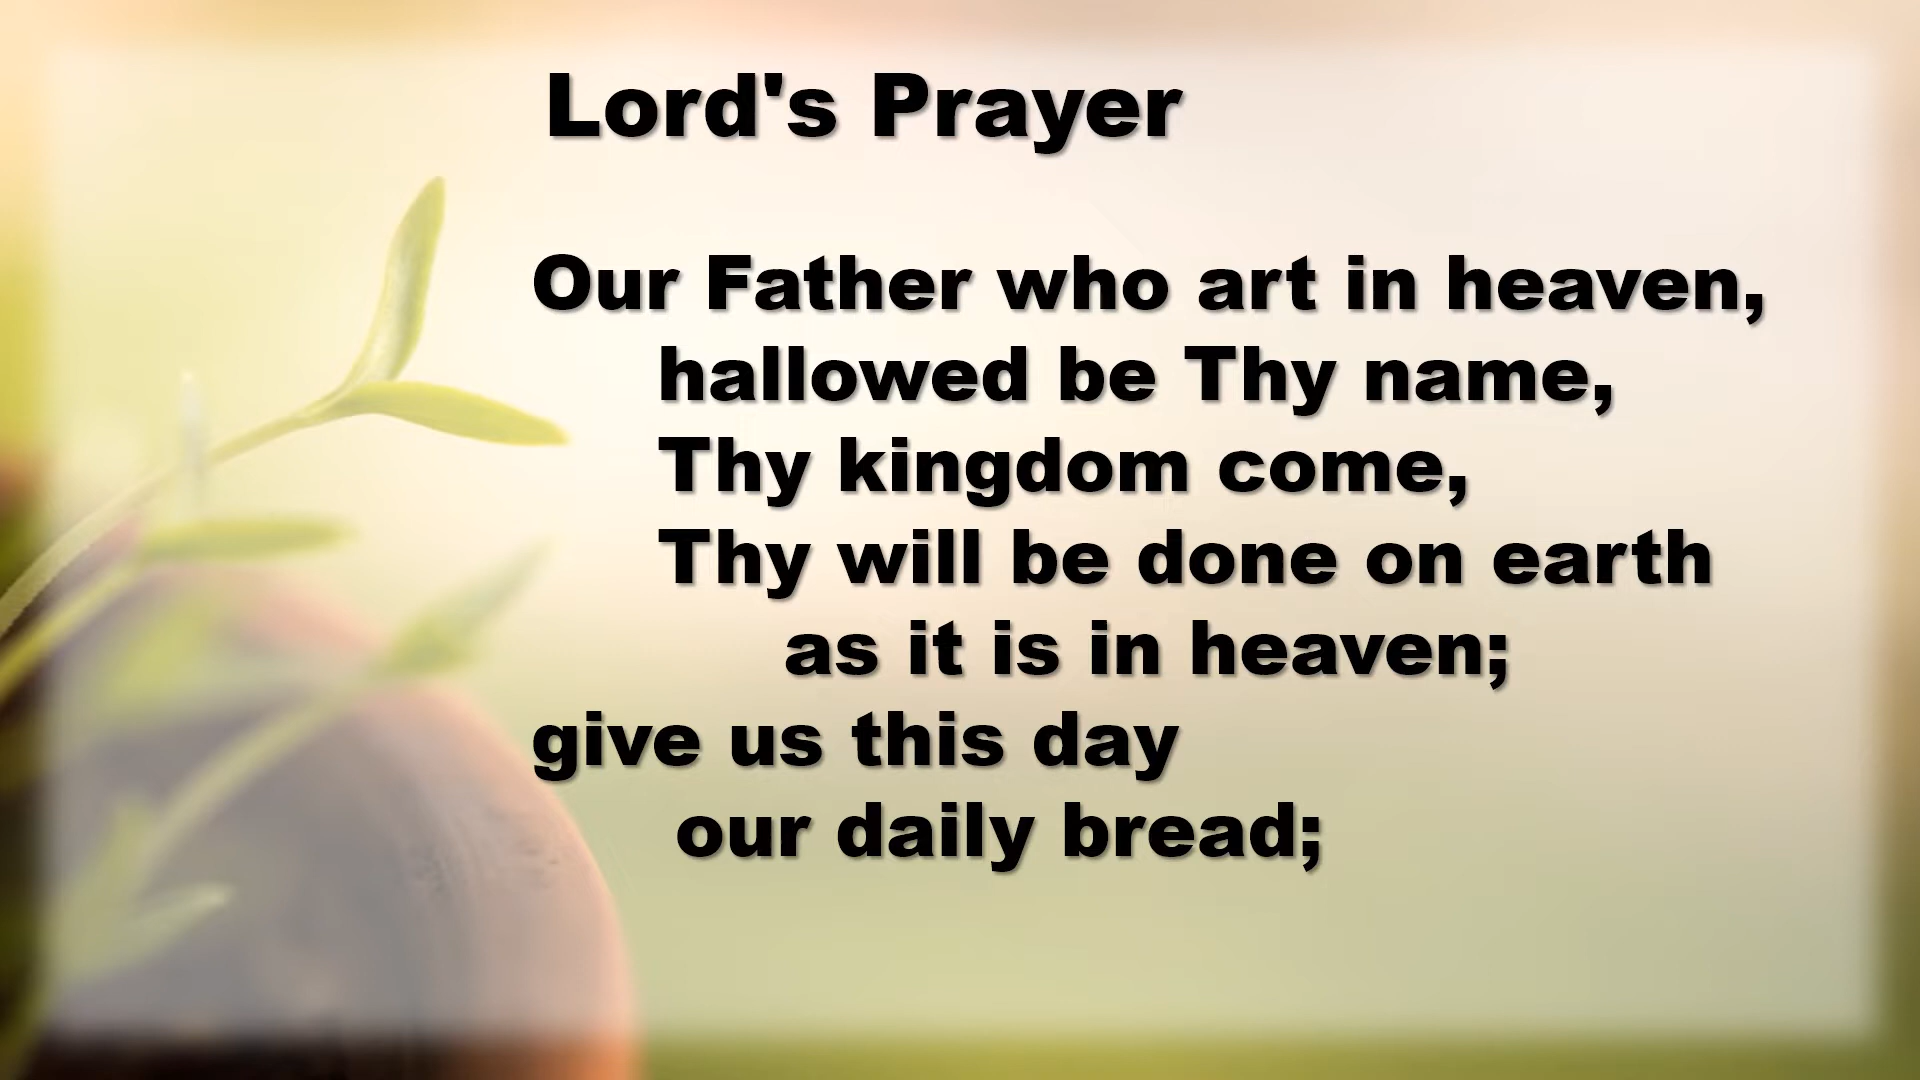 Lord's Prayer
Our Father who art in heaven,
hallowed be Thy name,
Thy kingdom come,
Thy will be done on earth
as it is in heaven;
give us this day
our daily bread;